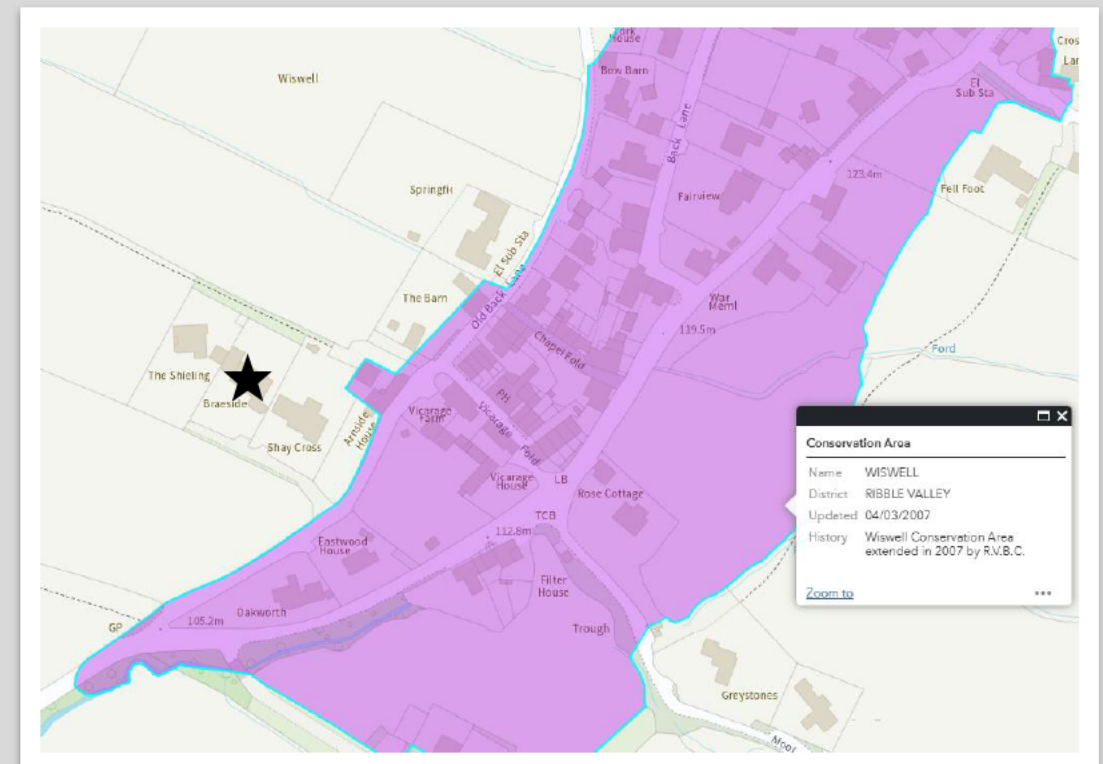 House
Bow Barn
Cros
El
Sub Sta
Wiswell
Back Lane
123.4m
Fell Foot
Springfi
Fairview
El Sub Sta
The Barn
Old Back Lane
War
Meml
119.5m
Chapel Fold
Ford
The Shieling
Braeside
PH
Vicarage
Farm
Vicarage Fold
Arnside
House
Shay Cross
Vicarage
House
LB
Rose Cottage
TCB
112.8m
Eastwood
House
Filter
House
Oakworth
105.2m
GP
Trough
Greystones
Conservation Area
Name WISWELL
District RIBBLE VALLEY
Updated 04/03/2007
History Wiswell Conservation Area
extended in 2007 by R.V.B.C.
Zoom to